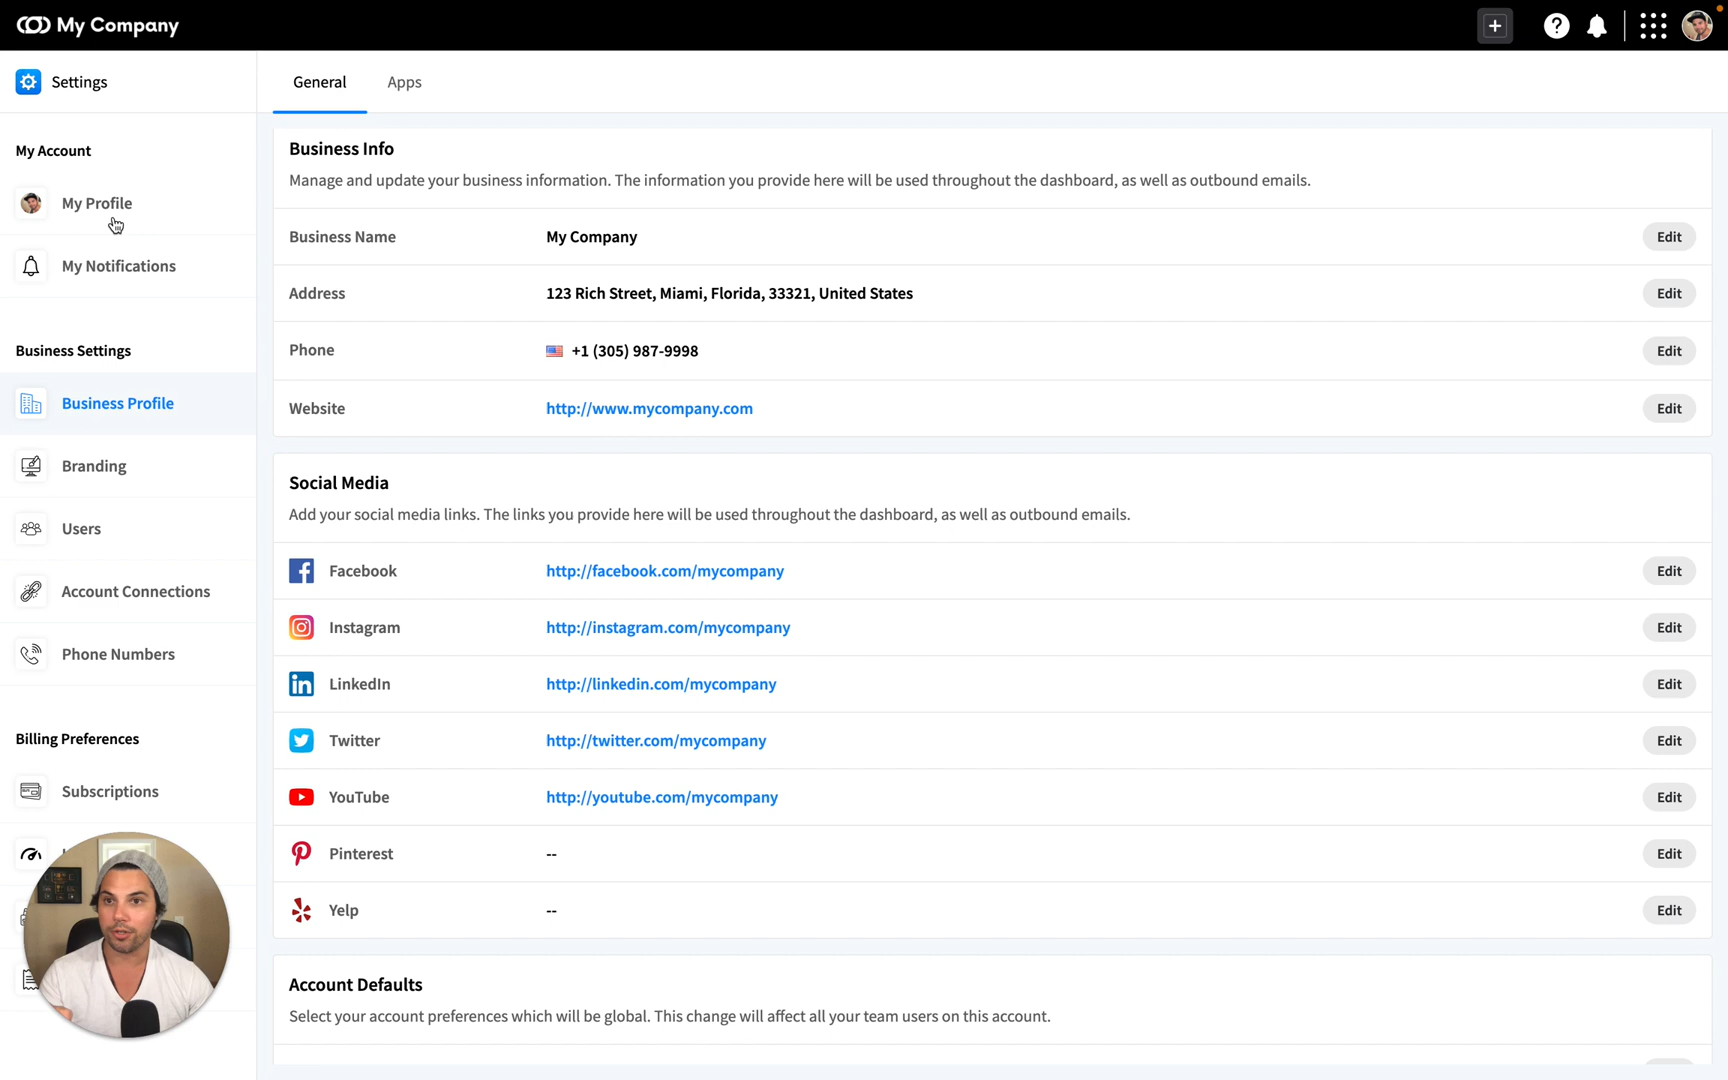 My Company
Settings
General
Apps
My Account
My Profile
My Notifications
Business Settings
Business Profile
Branding
Users
Account Connections
Phone Numbers
Billing Preferences
Subscriptions
Business Info
Manage and update your business information. The information you provide here will be used throughout the dashboard, as well as outbound emails.
Business Name My Company Edit
Address 123 Rich Street, Miami, Florida, 33321, United States Edit
Phone +1 (305) 987-9998 Edit
Website http://www.mycompany.com Edit
Social Media
Add your social media links. The links you provide here will be used throughout the dashboard, as well as outbound emails.
Facebook http://facebook.com/mycompany Edit
Instagram http://instagram.com/mycompany Edit
LinkedIn http://linkedin.com/mycompany Edit
Twitter http://twitter.com/mycompany Edit
YouTube http://youtube.com/mycompany Edit
Pinterest -- Edit
Yelp -- Edit
Account Defaults
Select your account preferences which will be global. This change will affect all your team users on this account.